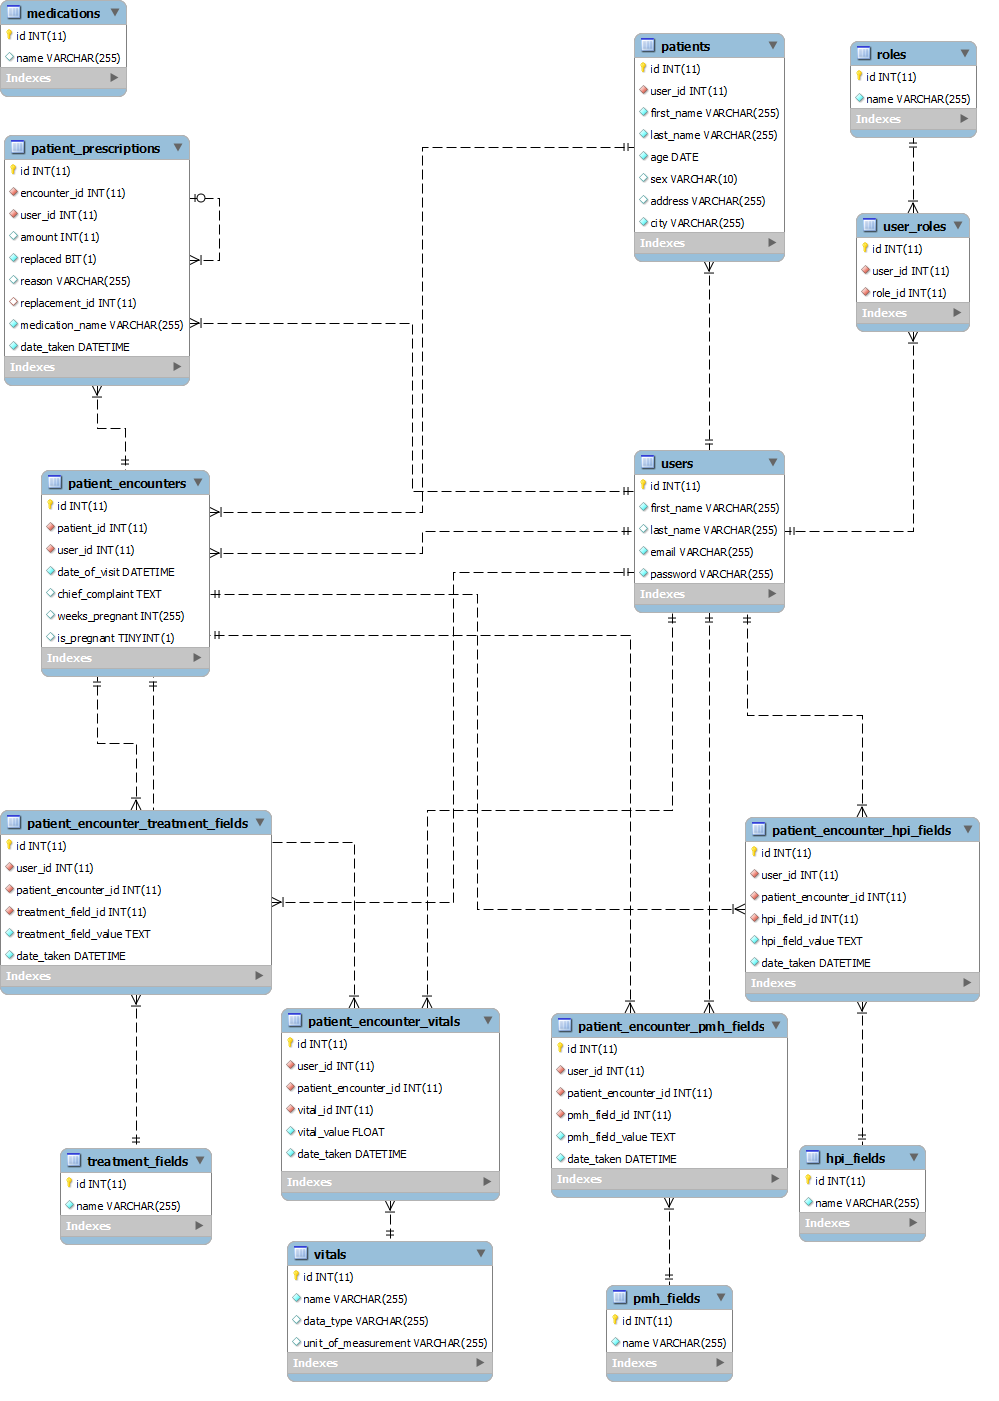 medications
id INT(11)
name VARCHAR(255)
Indexes
patient_prescriptions
id INT(11)
encounter_id INT(11)
user_id INT(11)
amount INT(11)
replaced BIT(1)
reason VARCHAR(255)
replacement_id INT(11)
medication_name VARCHAR(255)
date_taken DATETIME
Indexes
patients
id INT(11)
user_id INT(11)
first_name VARCHAR(255)
last_name VARCHAR(255)
age DATE
sex VARCHAR(10)
address VARCHAR(255)
city VARCHAR(255)
Indexes
roles
id INT(11)
name VARCHAR(255)
Indexes
user_roles
id INT(11)
user_id INT(11)
role_id INT(11)
Indexes
patient_encounters
id INT(11)
patient_id INT(11)
user_id INT(11)
date_of_visit DATETIME
chief_complaint TEXT
weeks_pregnant INT(255)
is_pregnant TINYINT(1)
Indexes
users
id INT(11)
first_name VARCHAR(255)
last_name VARCHAR(255)
email VARCHAR(255)
password VARCHAR(255)
Indexes
patient_encounter_treatment_fields
id INT(11)
user_id INT(11)
patient_encounter_id INT(11)
treatment_field_id INT(11)
treatment_field_value TEXT
date_taken DATETIME
Indexes
patient_encounter_hpi_fields
id INT(11)
user_id INT(11)
patient_encounter_id INT(11)
hpi_field_id INT(11)
hpi_field_value TEXT
date_taken DATETIME
Indexes
patient_encounter_vitals
id INT(11)
user_id INT(11)
patient_encounter_id INT(11)
vital_id INT(11)
vital_value FLOAT
date_taken DATETIME
Indexes
patient_encounter_pmh_fields
id INT(11)
user_id INT(11)
patient_encounter_id INT(11)
pmh_field_id INT(11)
pmh_field_value TEXT
date_taken DATETIME
Indexes
treatment_fields
id INT(11)
name VARCHAR(255)
Indexes
hpi_fields
id INT(11)
name VARCHAR(255)
Indexes
vitals
id INT(11)
name VARCHAR(255)
data_type VARCHAR(255)
unit_of_measurement VARCHAR(255)
Indexes
pmh_fields
id INT(11)
name VARCHAR(255)
Indexes